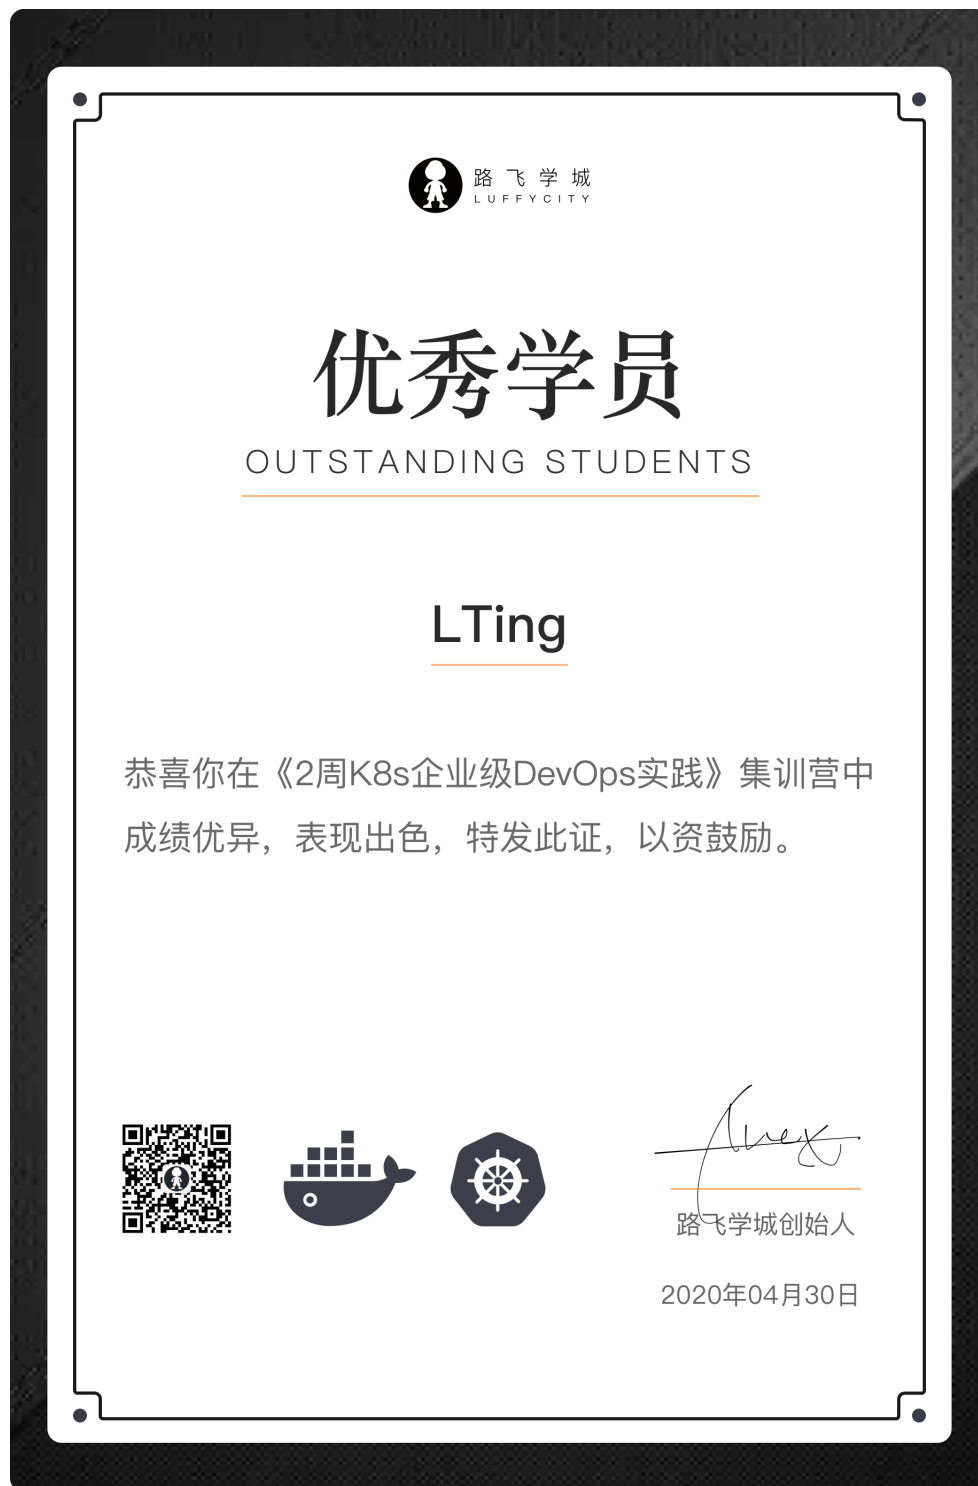 路飞学城
LUFFYCITY
优秀学员
OUTSTANDING STUDENTS
LTing
恭喜你在《2周K8s企业级DevOps实践》集训营中
成绩优异，表现出色，特发此证，以资鼓励。
路飞学城创始人
2020年04月30日